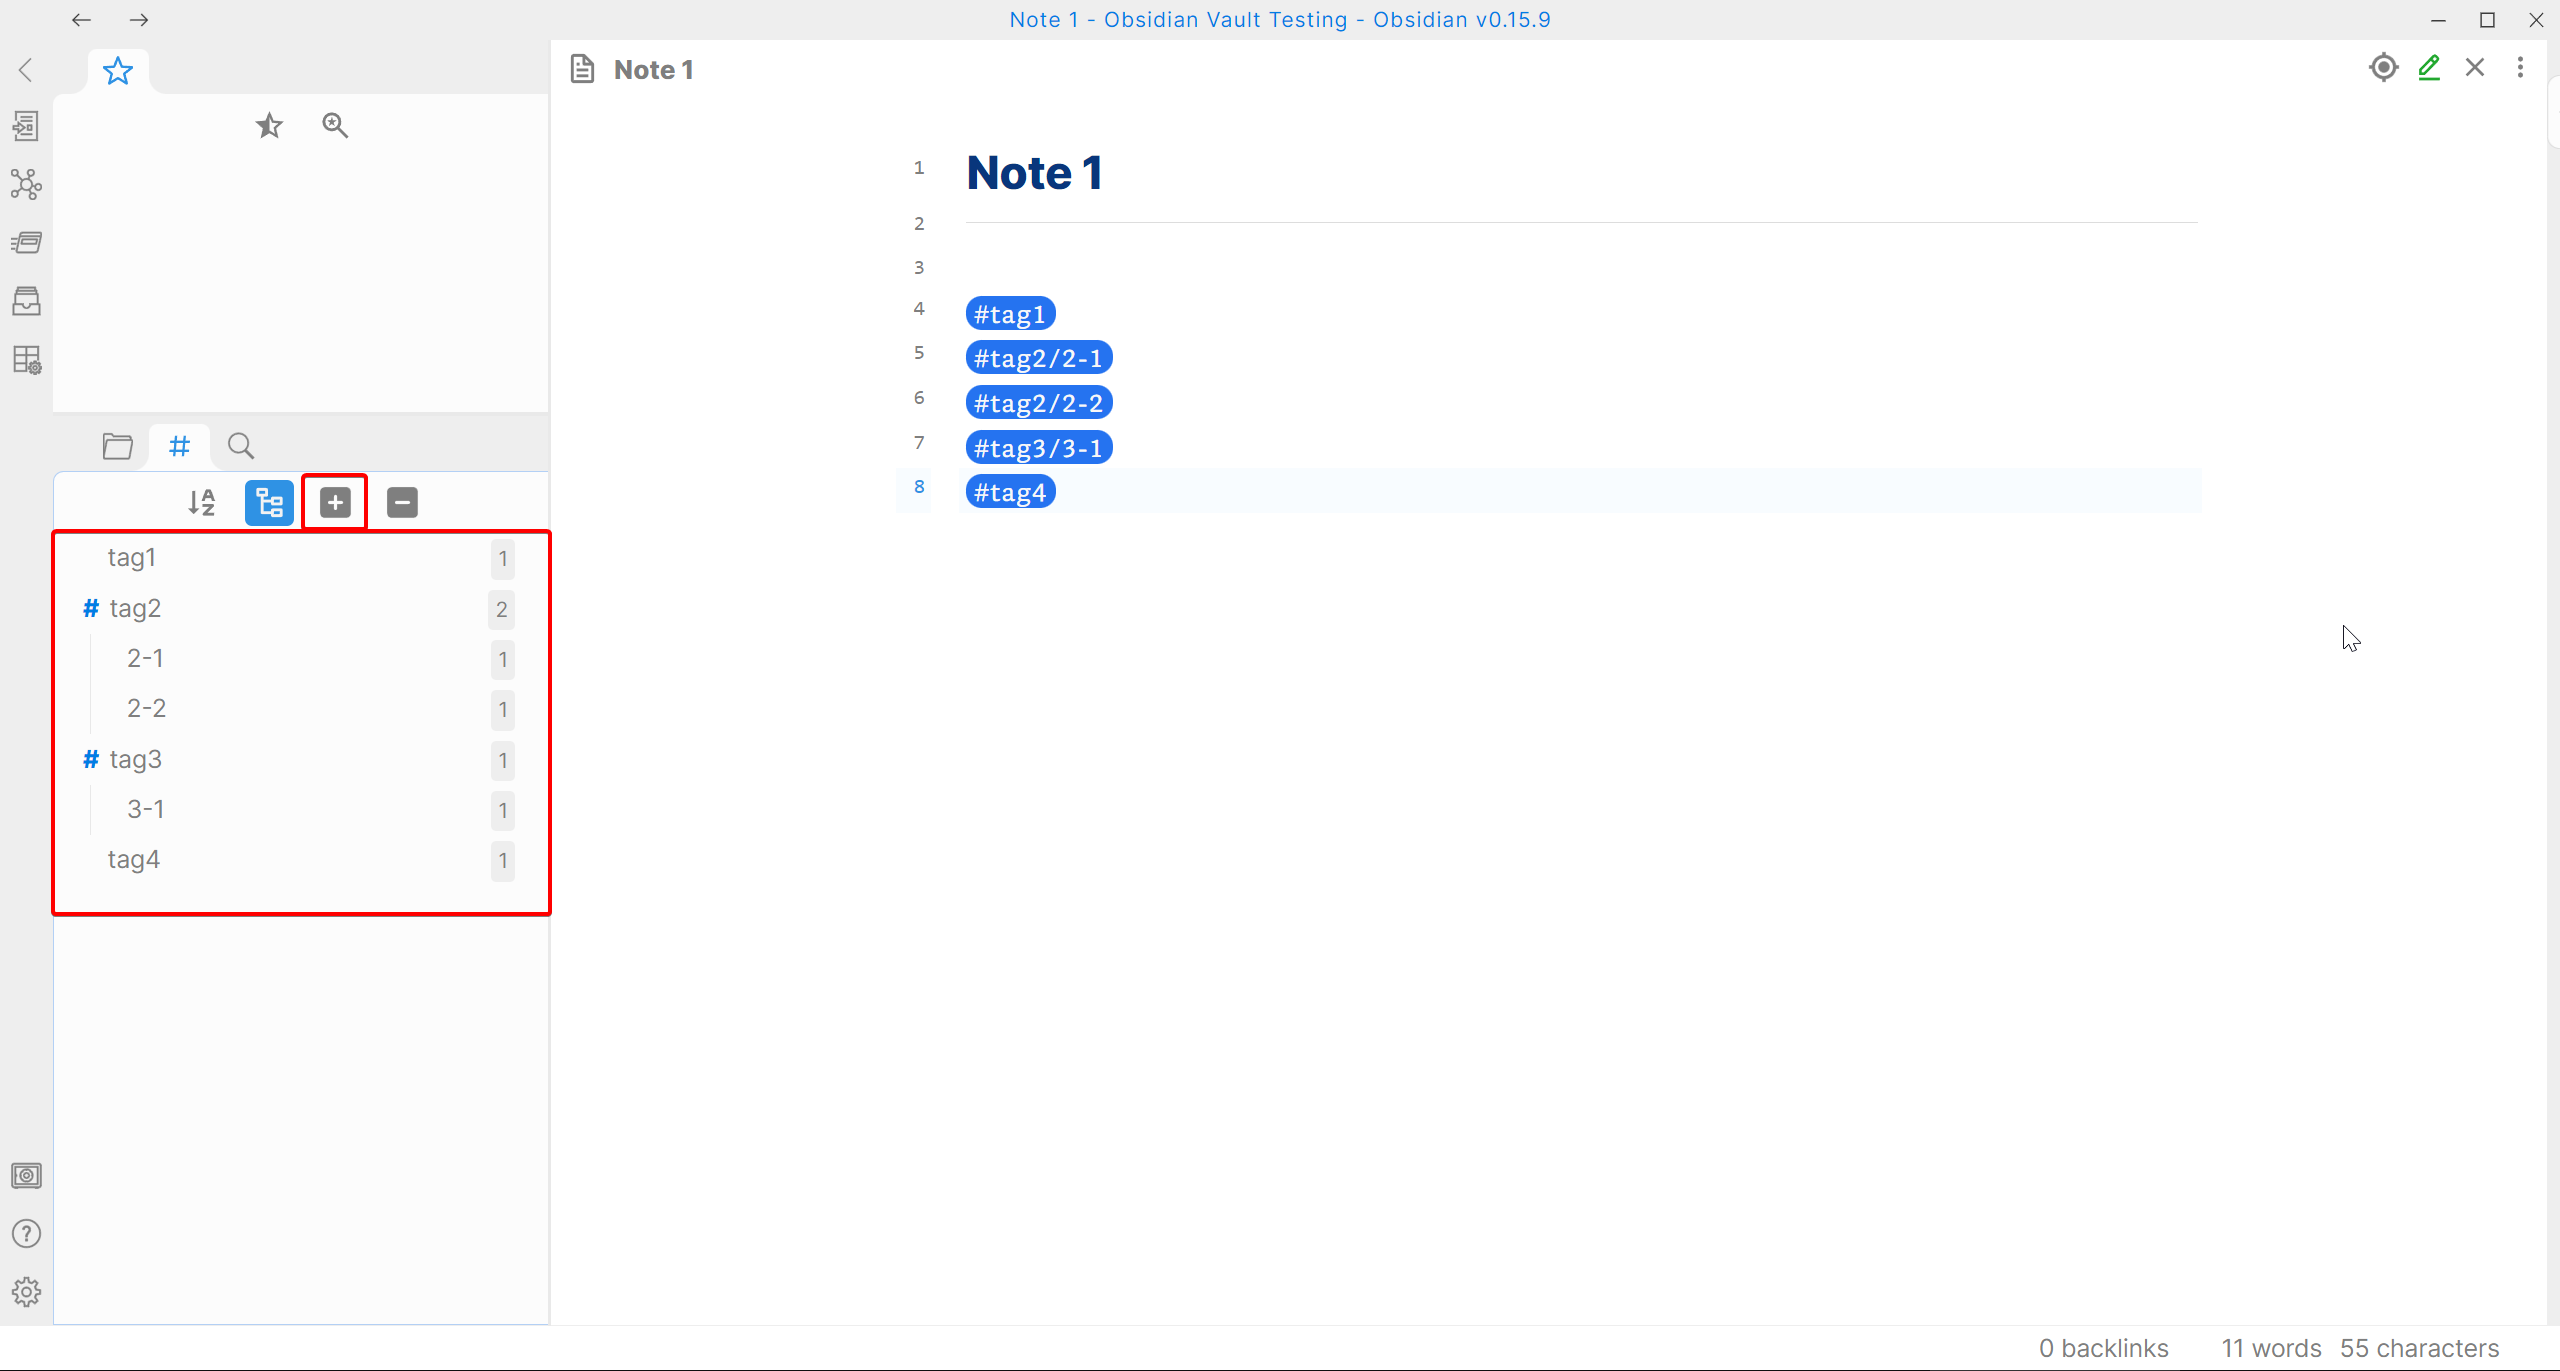 Note 1 - Obsidian Vault Testing - Obsidian v0.15.9
Note 1
1 Note 1
2
3
4 #tag1
5 #tag2/2-1
6 #tag2/2-2
7 #tag3/3-1
8 #tag4
tag1 1
# tag2 2
2-1 1
2-2 1
# tag3 1
3-1 1
tag4 1
0 backlinks 11 words 55 characters